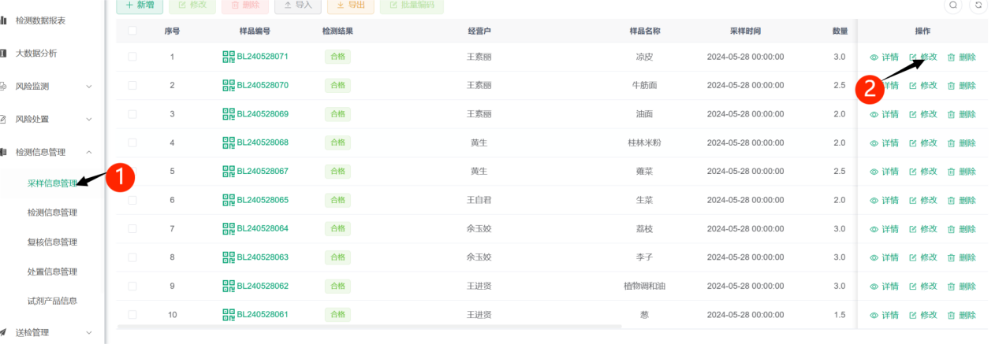 新增 修改 删除 导入 导出 批量编码
检测数据报表
序号 样品编号 检测结果 经营户 样品名称 采样时间 数量 操作
大数据分析
1 BL240528071 合格 王素丽 凉皮 2024-05-28 00:00:00 3.0 详情 修改 删除
风险监测
2 BL240528070 合格 王素丽 牛筋面 2024-05-28 00:00:00 2.5 2 详情 修改 删除
风险处置
3 BL240528069 合格 王素丽 油面 2024-05-28 00:00:00 2.0 详情 修改 删除
检测信息管理
4 BL240528068 合格 黄生 桂林米粉 2024-05-28 00:00:00 2.0 详情 修改 删除
采样信息管理 1
5 BL240528067 合格 黄生 蕹菜 2024-05-28 00:00:00 2.5 详情 修改 删除
6 BL240528065 合格 王自君 生菜 2024-05-28 00:00:00 2.0 详情 修改 删除
检测信息管理
7 BL240528064 合格 余玉姣 荔枝 2024-05-28 00:00:00 3.0 详情 修改 删除
复核信息管理
8 BL240528063 合格 余玉姣 李子 2024-05-28 00:00:00 3.0 详情 修改 删除
处置信息管理
9 BL240528062 合格 王进贤 植物调和油 2024-05-28 00:00:00 3.0 详情 修改 删除
试剂产品信息
10 BL240528061 合格 王进贤 葱 2024-05-28 00:00:00 1.5 详情 修改 删除
送检管理